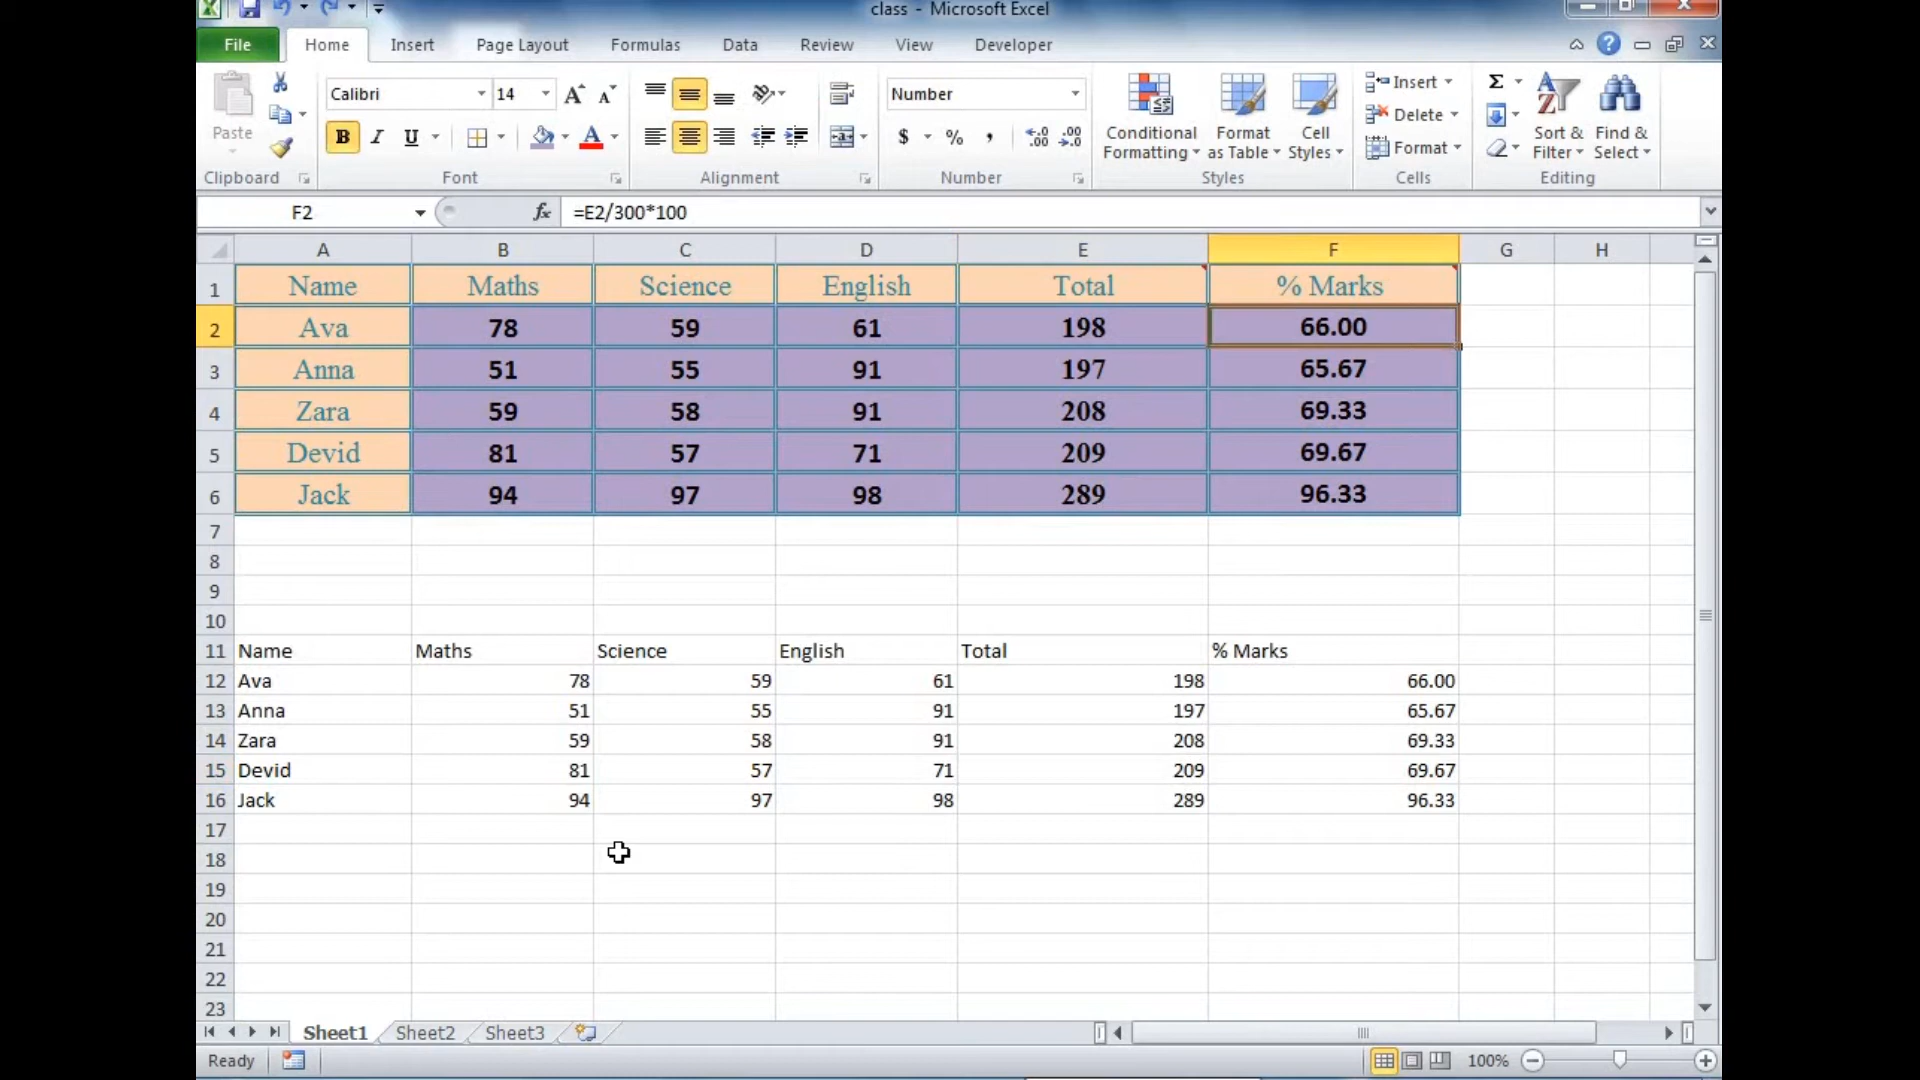 class - Microsoft Excel
File Home Insert Page Layout Formulas Data Review View Developer
Calibri 14 Number Insert
Paste Conditional Formatting Format as Table Cell Styles Delete Sort & Filter Find & Select
B I U A $ % , .00 .00 Format
Clipboard Font Alignment Number Styles Cells Editing
F2 fx =E2/300*100
A B C D E F G H
1 Name Maths Science English Total % Marks
2 Ava 78 59 61 198 66.00
3 Anna 51 55 91 197 65.67
4 Zara 59 58 91 208 69.33
5 Devid 81 57 71 209 69.67
6 Jack 94 97 98 289 96.33
7
8
9
10
11 Name Maths Science English Total % Marks
12 Ava 78 59 61 198 66.00
13 Anna 51 55 91 197 65.67
14 Zara 59 58 91 208 69.33
15 Devid 81 57 71 209 69.67
16 Jack 94 97 98 289 96.33
17
18
19
20
21
22
23
Sheet1 Sheet2 Sheet3
Ready 100%